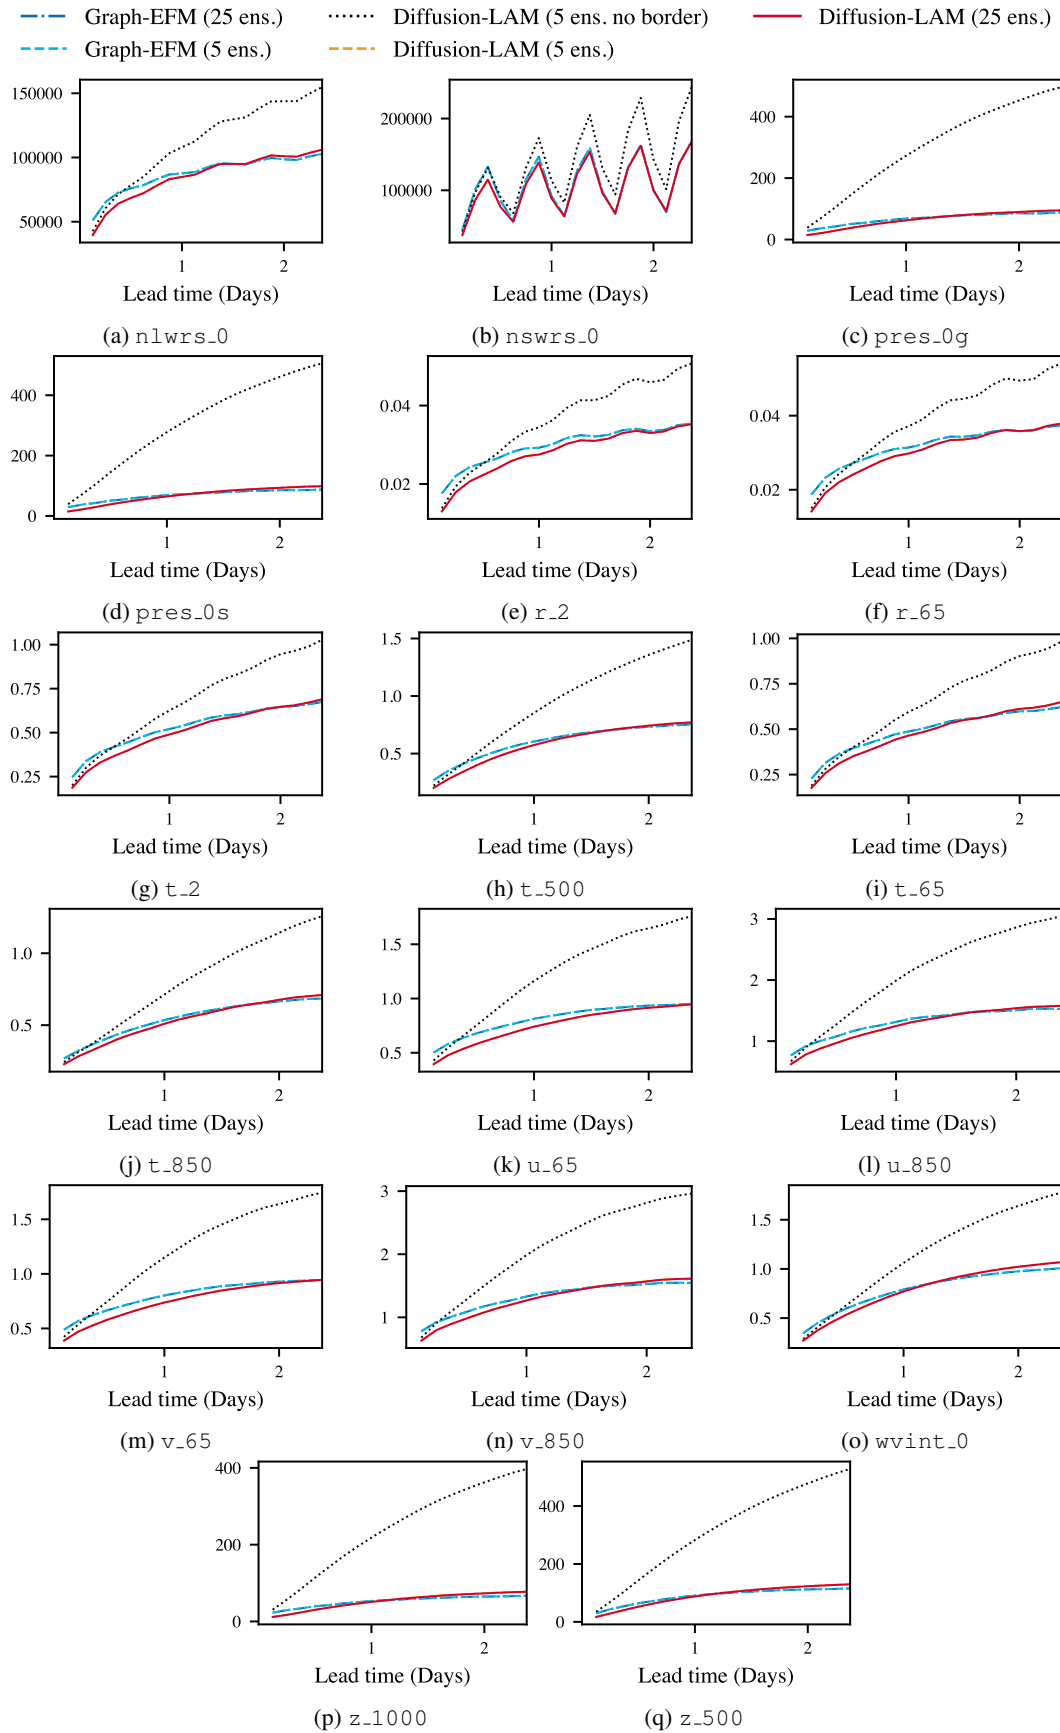 Graph-EFM (25 ens.) Diffusion-LAM (5 ens. no border) Diffusion-LAM (25 ens.)
Graph-EFM (5 ens.) Diffusion-LAM (5 ens.)
150000
100000
50000
1 2
Lead time (Days)
(a) nlwrs_0
200000
100000
1 2
Lead time (Days)
(b) nswrs_0
400
200
0
1 2
Lead time (Days)
(c) pres_0g
400
200
0
1 2
Lead time (Days)
(d) pres_0s
0.04
0.02
1 2
Lead time (Days)
(e) r_2
0.04
0.02
1 2
Lead time (Days)
(f) r_65
1.00
0.75
0.50
0.25
1 2
Lead time (Days)
(g) t_2
1.5
1.0
0.5
1 2
Lead time (Days)
(h) t_500
1.00
0.75
0.50
0.25
1 2
Lead time (Days)
(i) t_65
1.0
0.5
1 2
Lead time (Days)
(j) t_850
1.5
1.0
0.5
1 2
Lead time (Days)
(k) u_65
3
2
1
1 2
Lead time (Days)
(l) u_850
1.5
1.0
0.5
1 2
Lead time (Days)
(m) v_65
3
2
1
1 2
Lead time (Days)
(n) v_850
1.5
1.0
0.5
1 2
Lead time (Days)
(o) wvint_0
400
200
0
1 2
Lead time (Days)
(p) z_1000
400
200
0
1 2
Lead time (Days)
(q) z_500